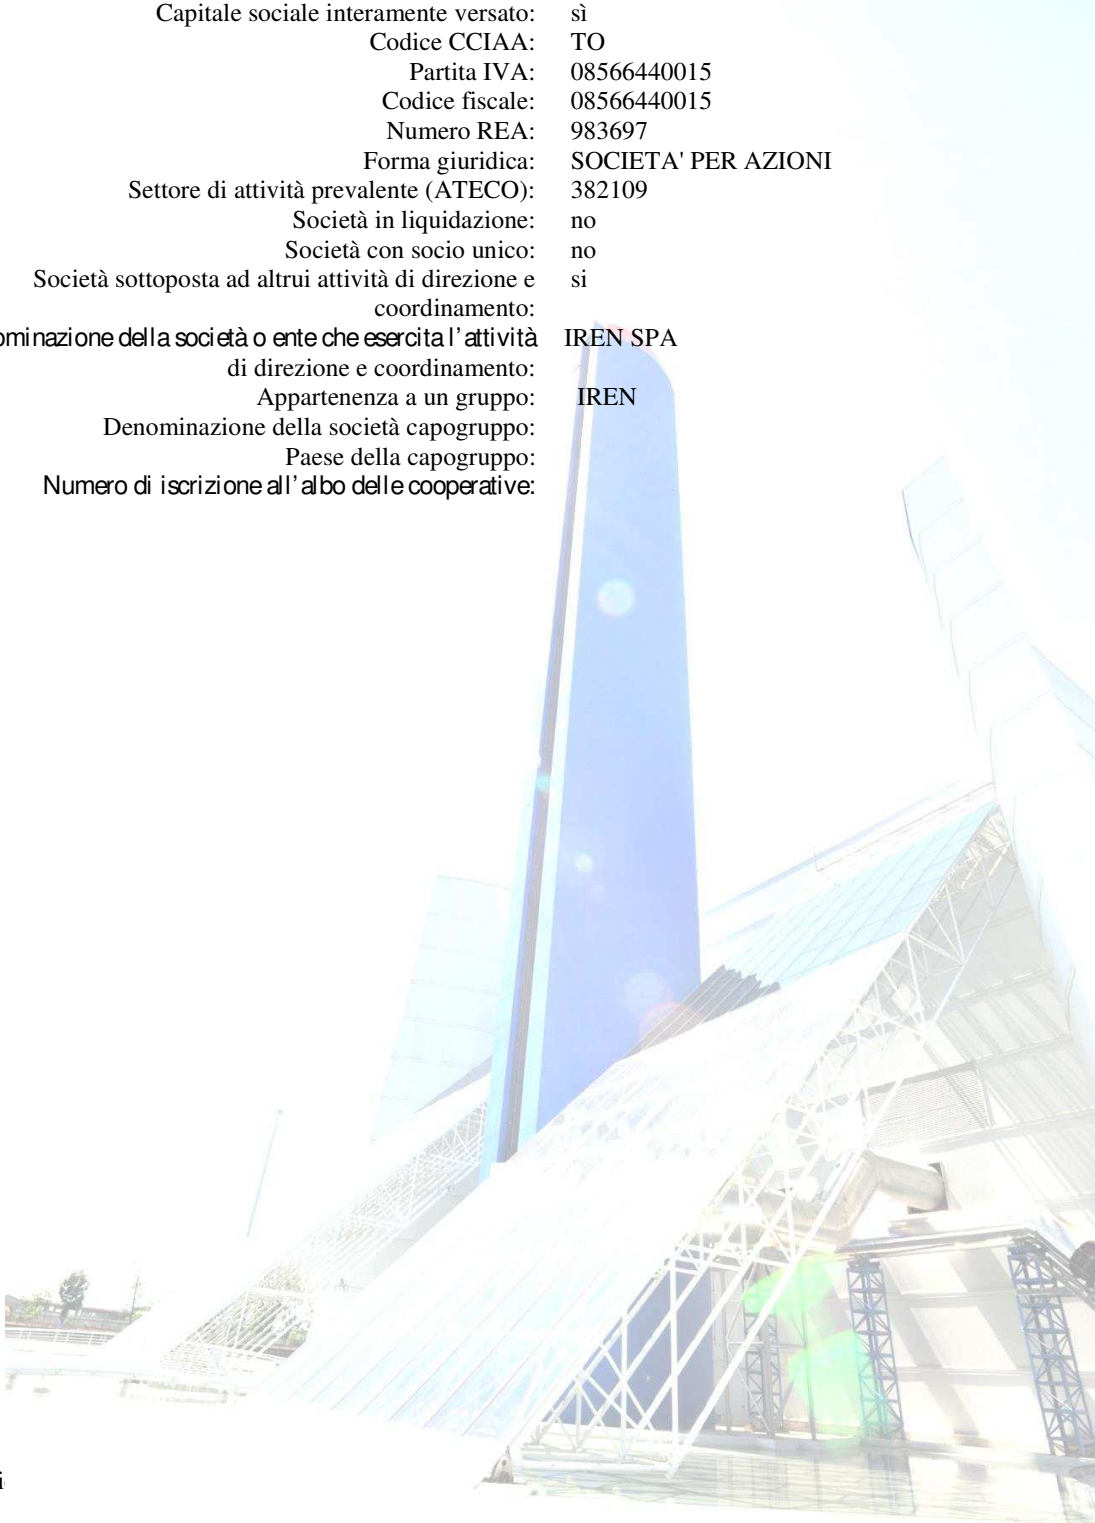 Capitale sociale interamente versato: sì
Codice CCIAA: TO
Partita IVA: 08566440015
Codice fiscale: 08566440015
Numero REA: 983697
Forma giuridica: SOCIETA' PER AZIONI
Settore di attività prevalente (ATECO): 382109
Società in liquidazione: no
Società con socio unico: no
Società sottoposta ad altrui attività di direzione e si
coordinamento:
ominazione della società o ente che esercita l’attività IREN SPA
di direzione e coordinamento:
Appartenenza a un gruppo: IREN
Denominazione della società capogruppo:
Paese della capogruppo:
Numero di iscrizione all’albo delle cooperative: